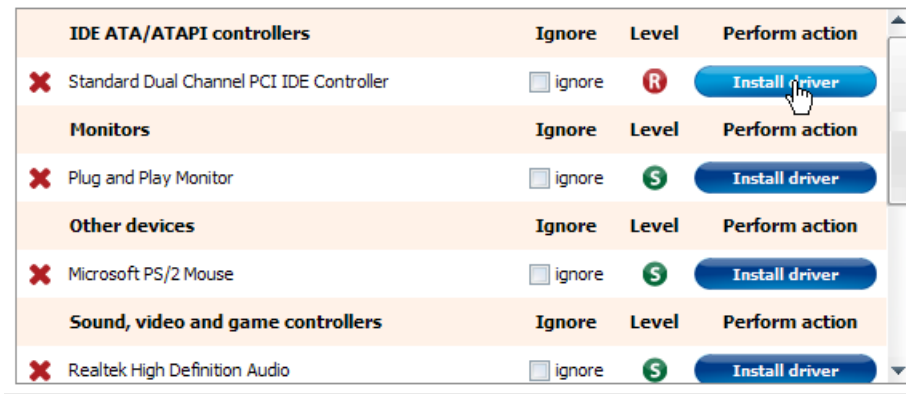 IDE ATA/ATAPI controllers Ignore Level Perform action
Standard Dual Channel PCI IDE Controller ignore R Install driver
Monitors Ignore Level Perform action
Plug and Play Monitor ignore S Install driver
Other devices Ignore Level Perform action
Microsoft PS/2 Mouse ignore S Install driver
Sound, video and game controllers Ignore Level Perform action
Realtek High Definition Audio ignore S Install driver